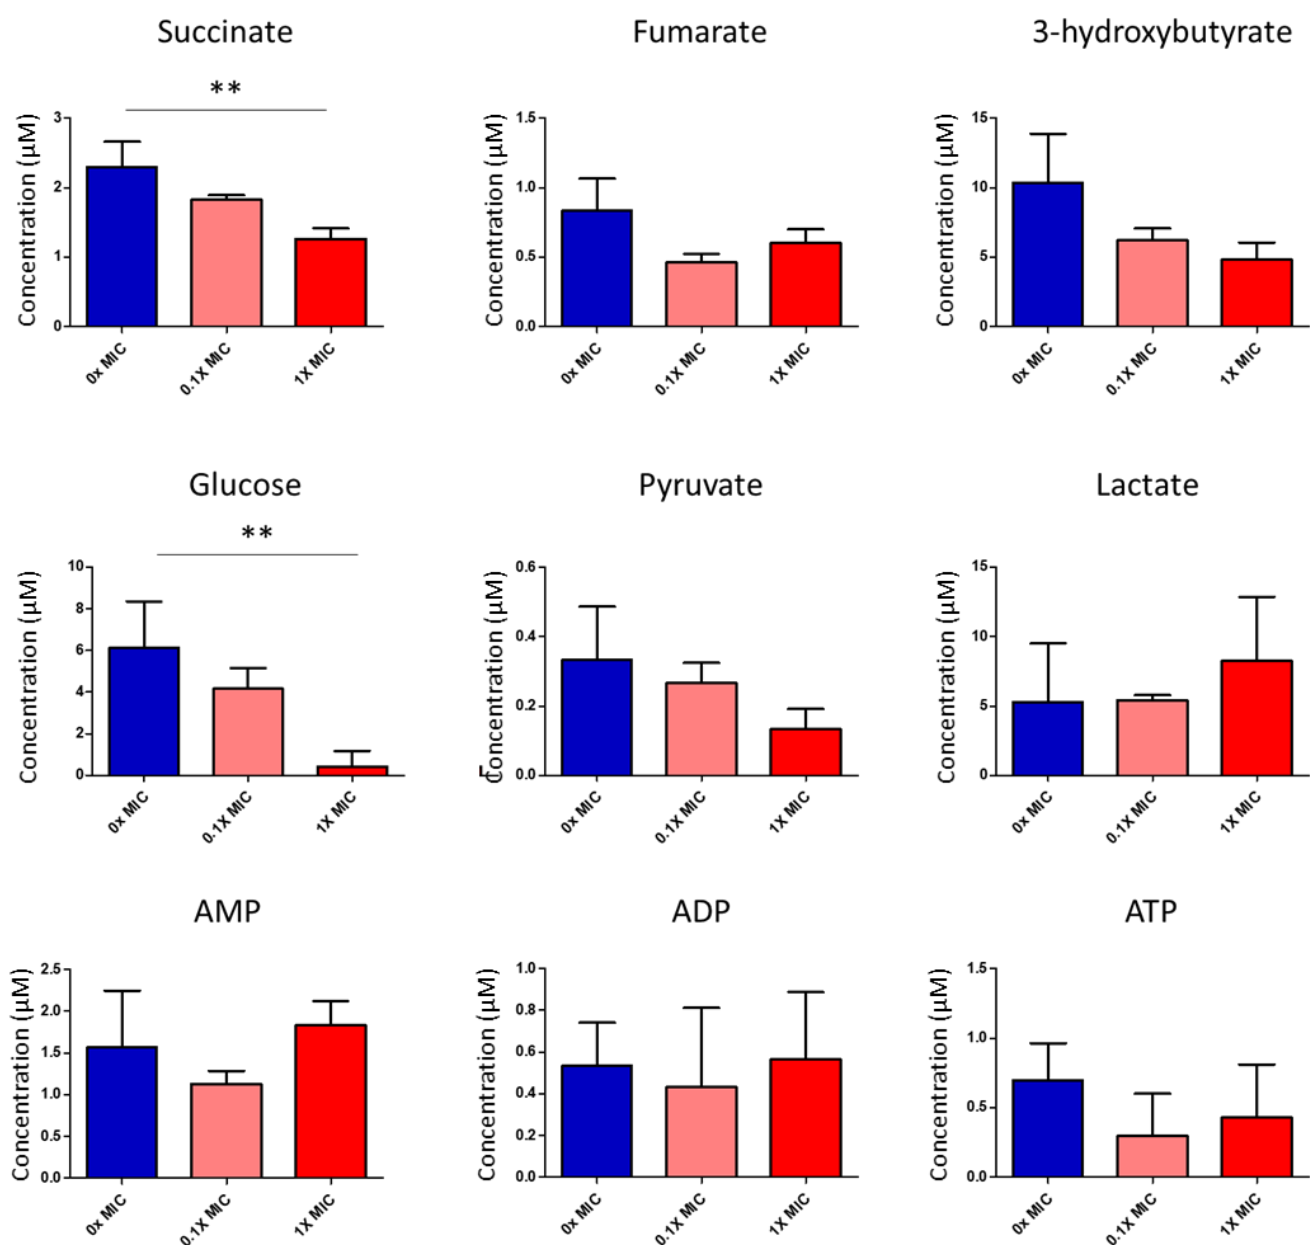 Succinate
**
Concentration (µM)
3
2
1
0
0x MIC
0.1X MIC
1X MIC
Fumarate
Concentration (µM)
1.5
1.0
0.5
0.0
0x MIC
0.1X MIC
1X MIC
3-hydroxybutyrate
Concentration (µM)
15
10
5
0
0x MIC
0.1X MIC
1X MIC
Glucose
**
Concentration (µM)
10
8
6
4
2
0
0x MIC
0.1X MIC
1X MIC
Pyruvate
Concentration (µM)
0.6
0.4
0.2
0.0
0x MIC
0.1X MIC
1X MIC
Lactate
Concentration (µM)
15
10
5
0
0x MIC
0.1X MIC
1X MIC
AMP
Concentration (µM)
2.5
2.0
1.5
1.0
0.5
0.0
0x MIC
0.1X MIC
1X MIC
ADP
Concentration (µM)
1.0
0.8
0.6
0.4
0.2
0.0
0x MIC
0.1X MIC
1X MIC
ATP
Concentration (µM)
1.5
1.0
0.5
0.0
0x MIC
0.1X MIC
1X MIC